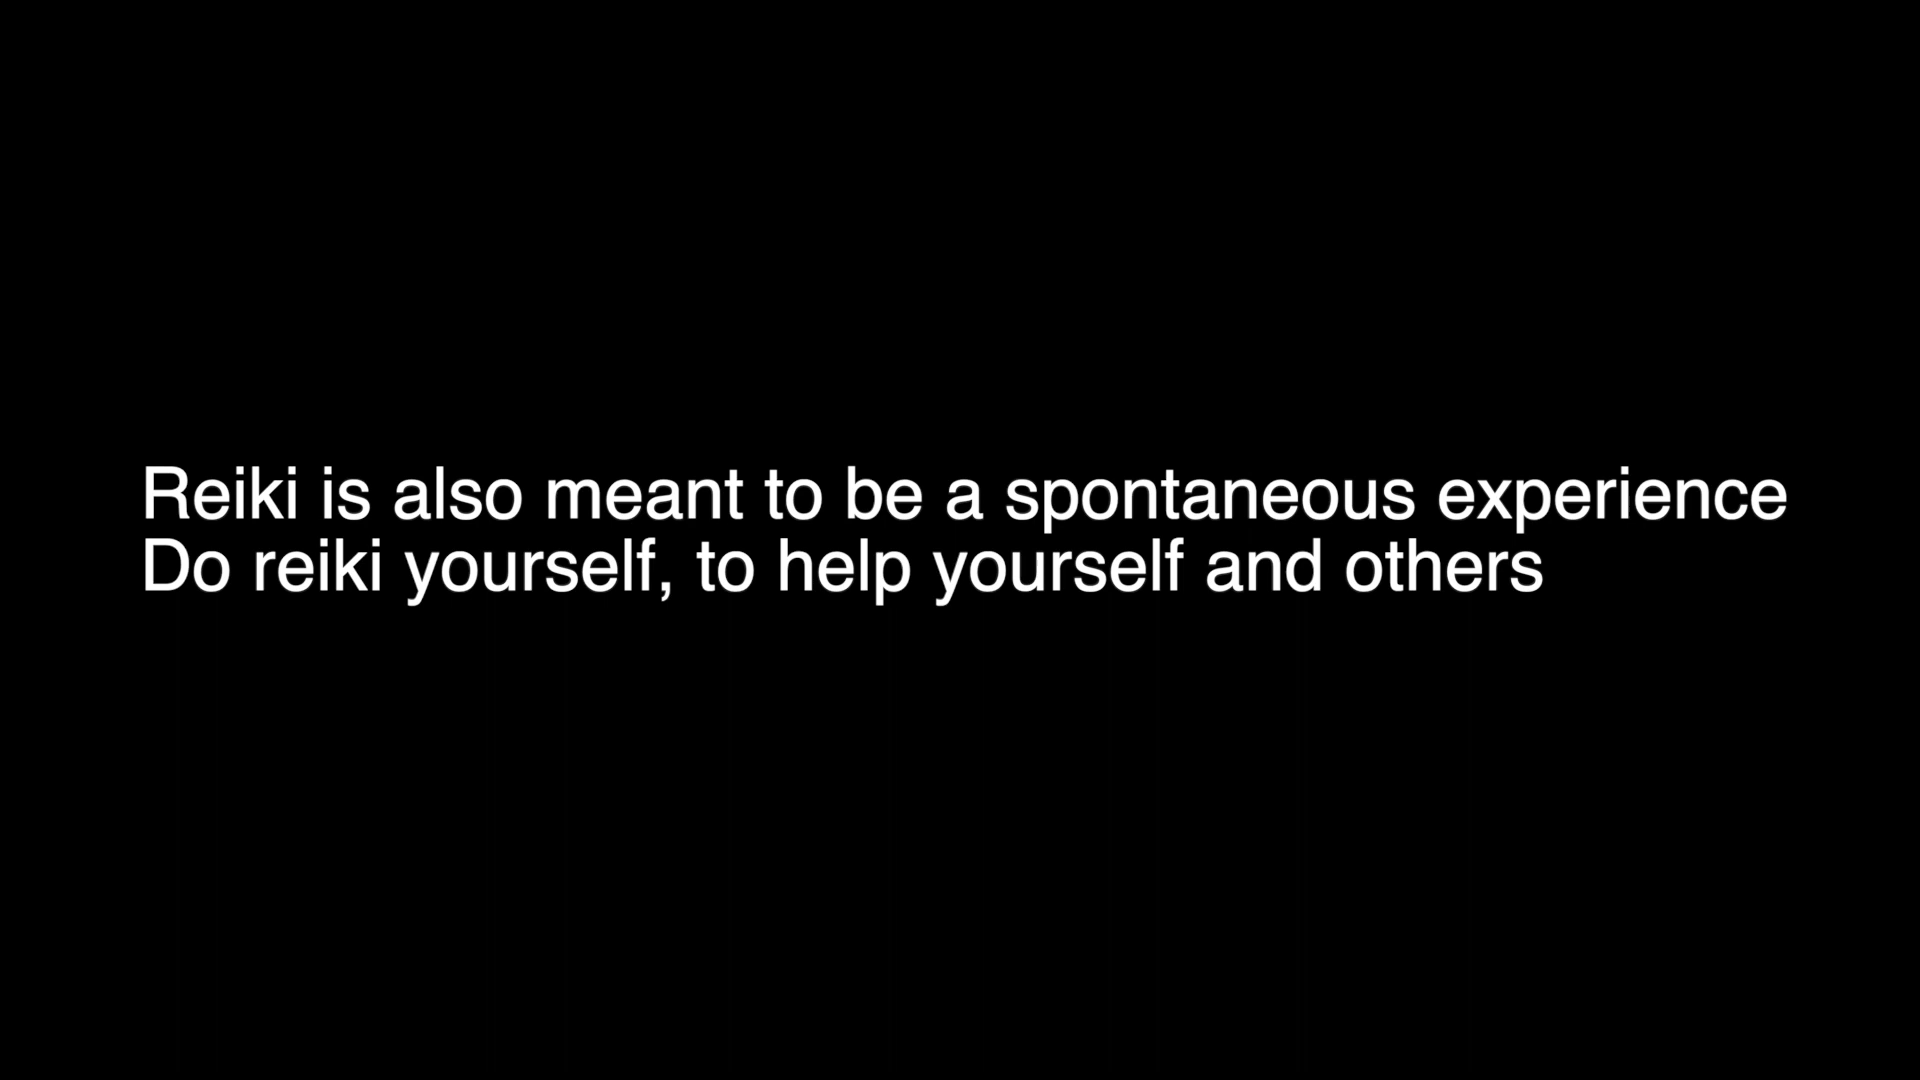 Reiki is also meant to be a spontaneous experience
Do reiki yourself, to help yourself and others